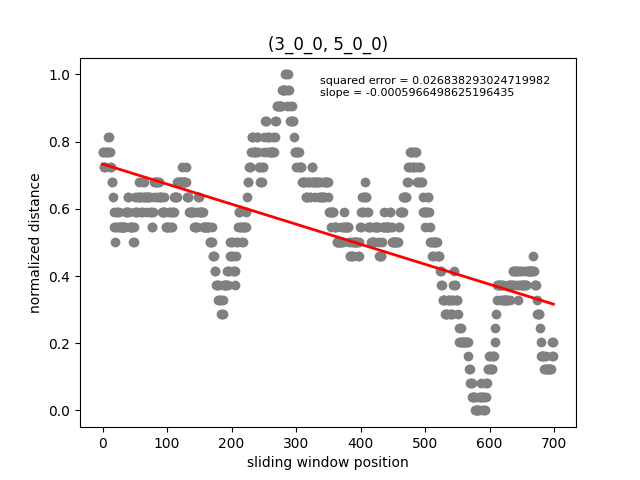 (3_0_0, 5_0_0)
squared error = 0.026838293024719982
slope = -0.0005966498625196435
1.0
0.8
0.6
0.4
0.2
0.0
normalized distance
0 100 200 300 400 500 600 700
sliding window position